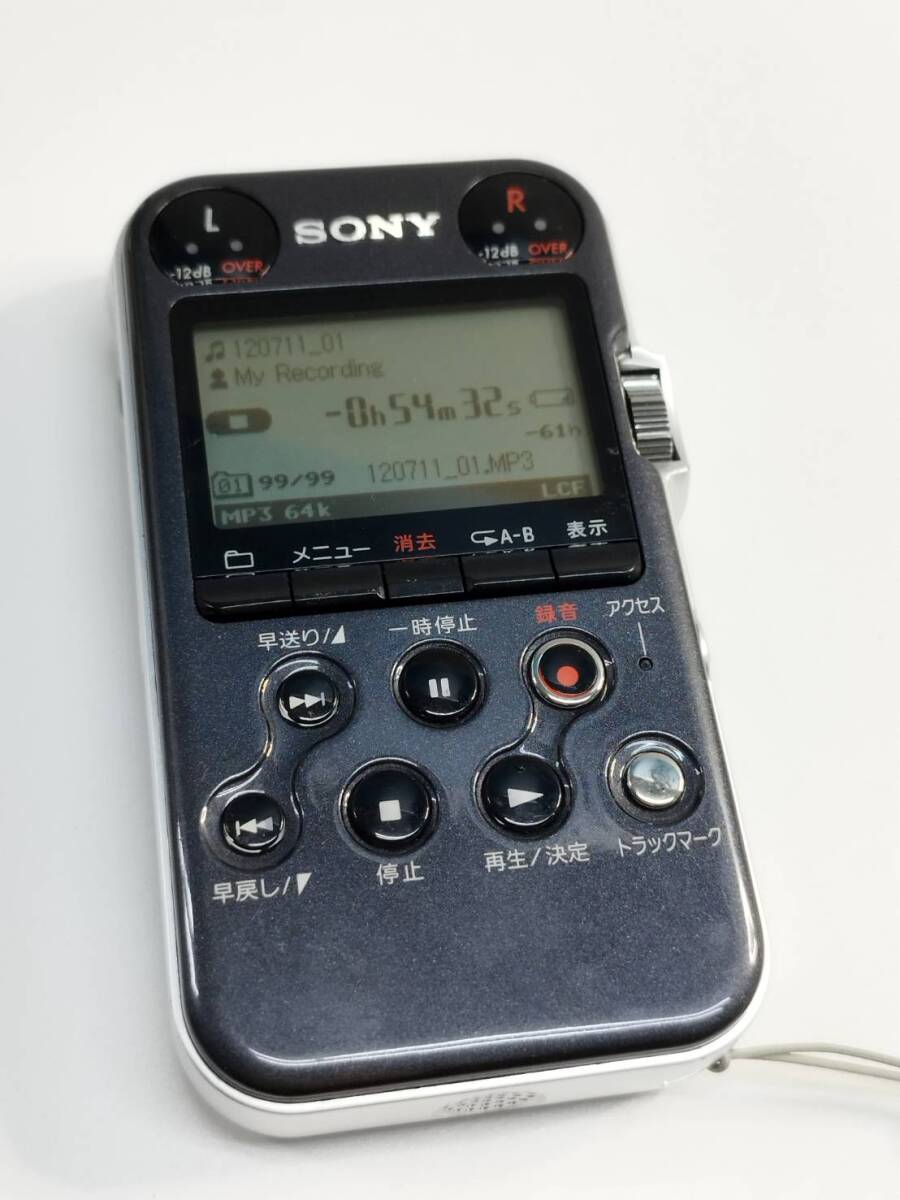 L
SONY
R
-12dB OVER
-12dB OVER
120711_01
My Recording
-0h54m32s
-61h
01 99/99 120711_01.MP3
LCF
MP3 64k
メニュー 消去 A-B 表示
早送り/ 一時停止 録音 アクセス
早戻し/ 停止 再生/決定 トラックマーク